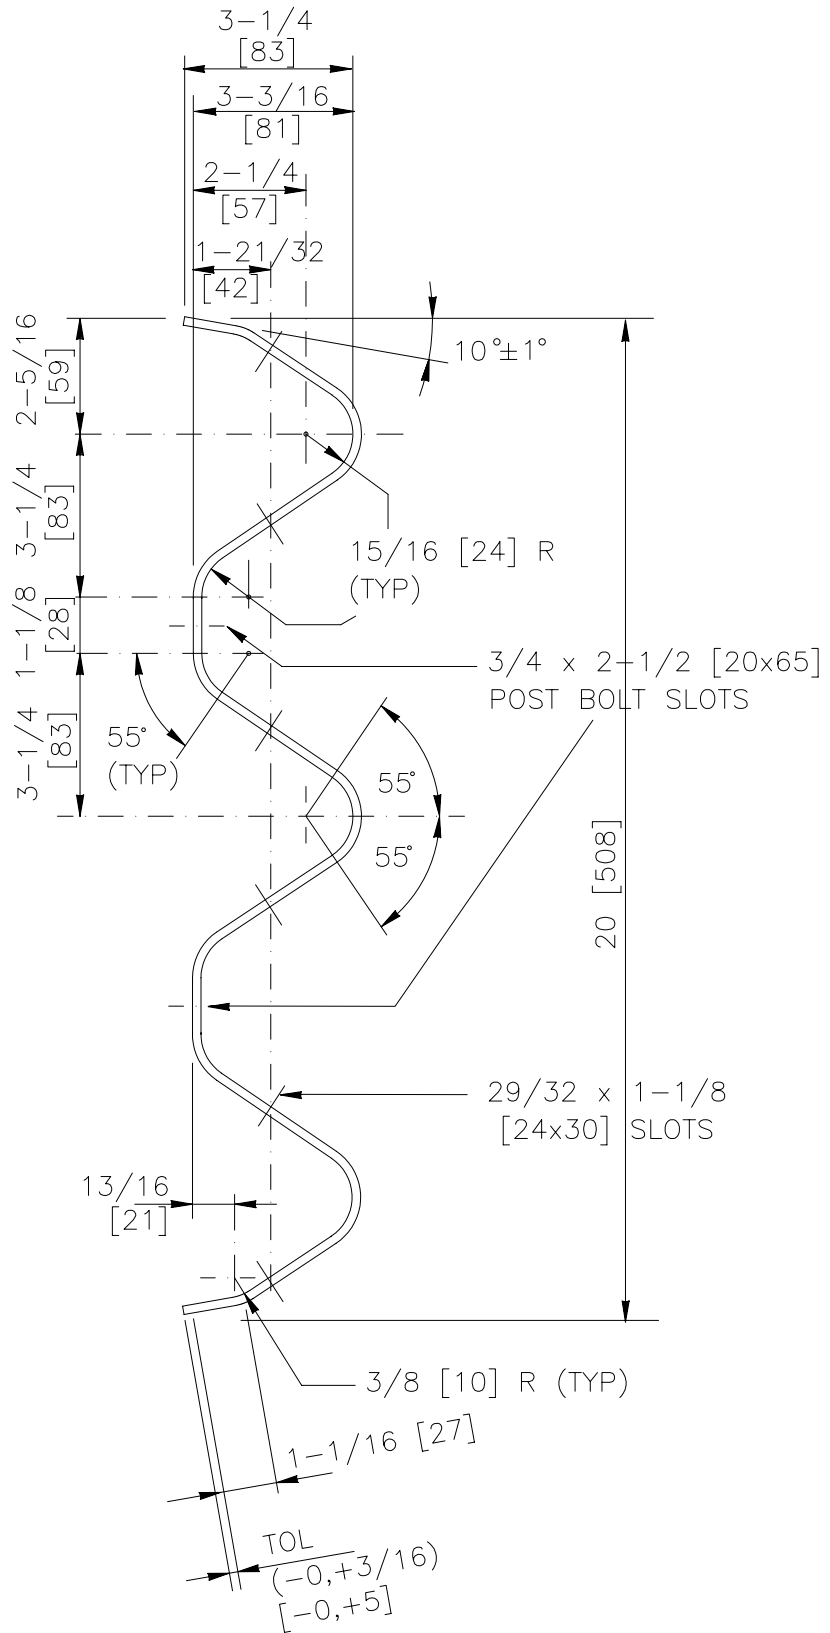 3-1/4
[83]
3-3/16
[81]
2-1/4
[57]
1-21/32
[42]
2-5/16
[59]
10°±1°
3-1/4
[83]
15/16 [24] R
(TYP)
1-1/8
[28]
3/4 x 2-1/2 [20x65]
POST BOLT SLOTS
3-1/4
[83]
55°
(TYP)
55°
55°
20 [508]
29/32 x 1-1/8
[24x30] SLOTS
13/16
[21]
3/8 [10] R (TYP)
1-1/16 [27]
TOL
(-0,+3/16)
[-0,+5]